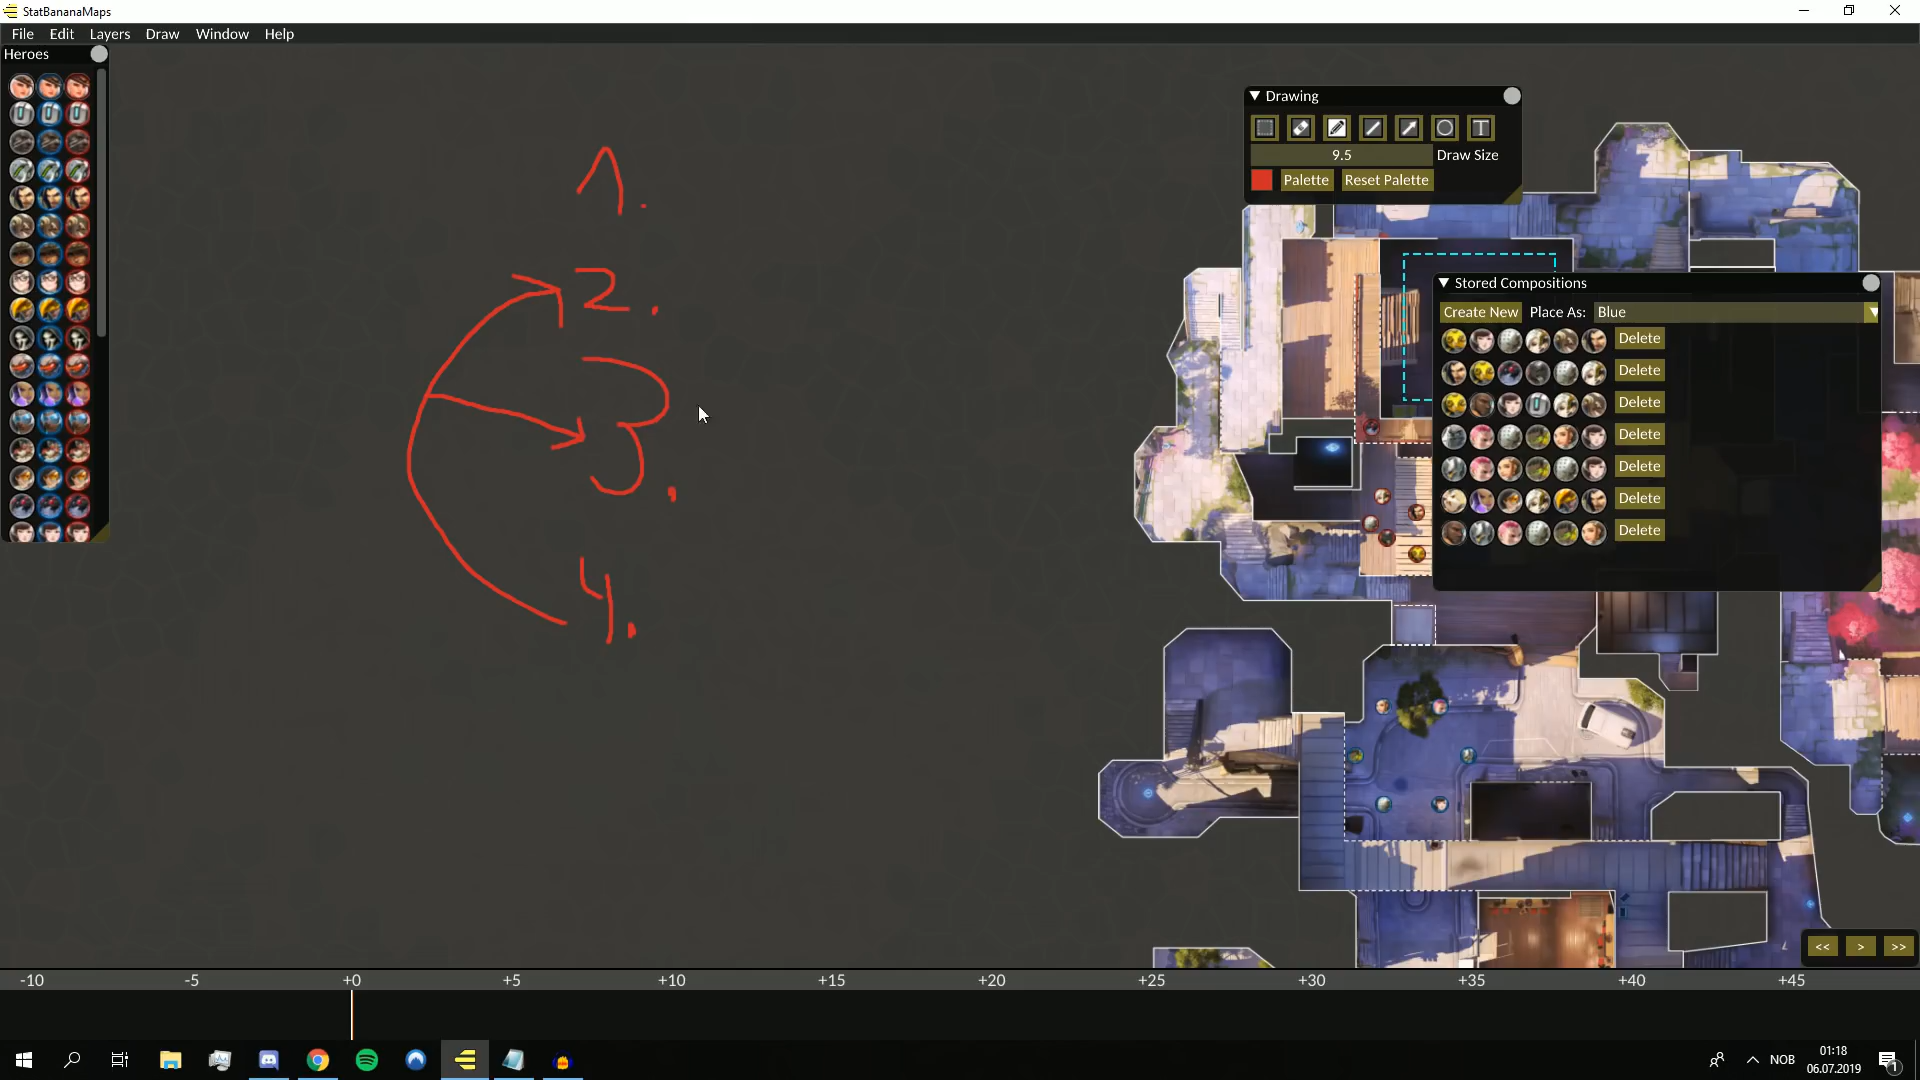 StatBananaMaps
File Edit Layers Draw Window Help
Heroes
1.
2.
3.
4.
Drawing
9.5 Draw Size
Palette Reset Palette
Stored Compositions
Create New Place As: Blue
Delete
Delete
Delete
Delete
Delete
Delete
Delete
<< > >>
-10 -5 +0 +5 +10 +15 +20 +25 +30 +35 +40 +45
NOB
01:18
06.07.2019
1